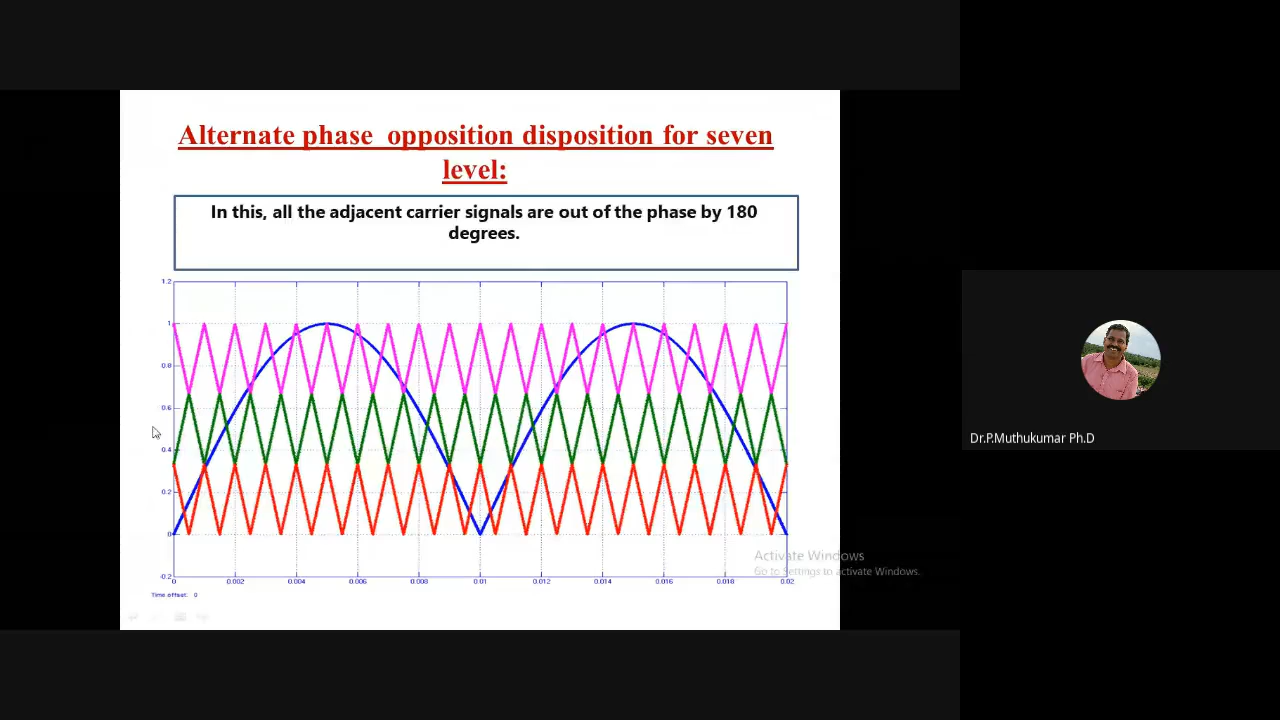 Alternate phase opposition disposition for seven
level:
In this, all the adjacent carrier signals are out of the phase by 180
degrees.
1.2
1
0.8
0.6
0.4
0.2
0
-0.2
0 0.002 0.004 0.006 0.008 0.01 0.012 0.014 0.016 0.018 0.02
Time offset: 0
Activate Windows
Go to Settings to activate Windows.
Dr.P.Muthukumar Ph.D